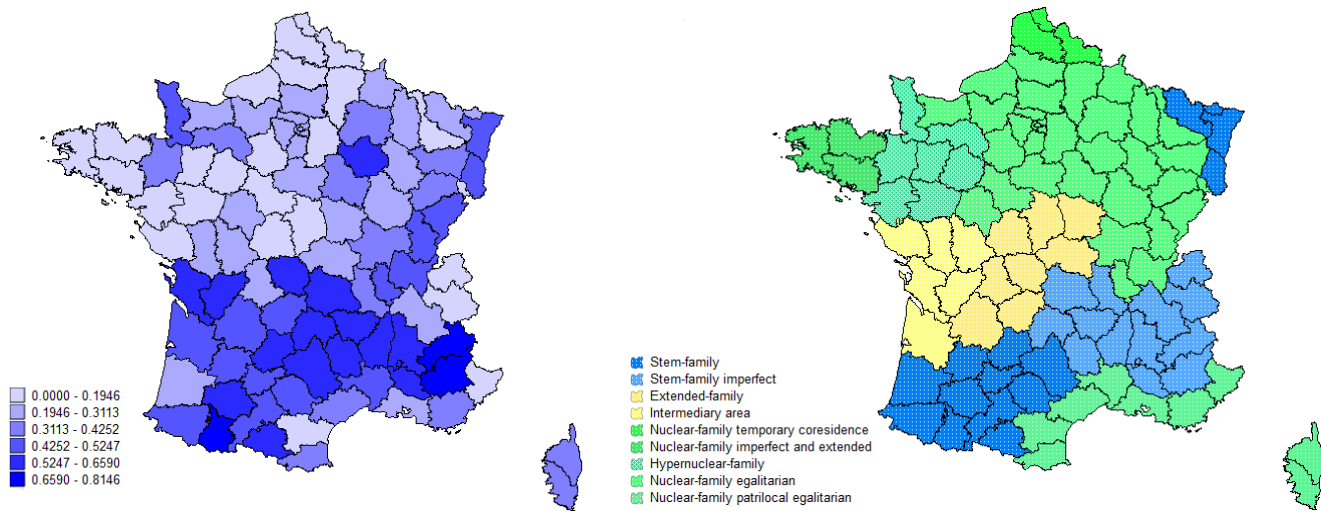 0.0000 - 0.1946
0.1946 - 0.3113
0.3113 - 0.4252
0.4252 - 0.5247
0.5247 - 0.6590
0.6590 - 0.8146
Stem-family
Stem-family imperfect
Extended-family
Intermediary area
Nuclear-family temporary coresidence
Nuclear-family imperfect and extended
Hypernuclear-family
Nuclear-family egalitarian
Nuclear-family patrilocal egalitarian